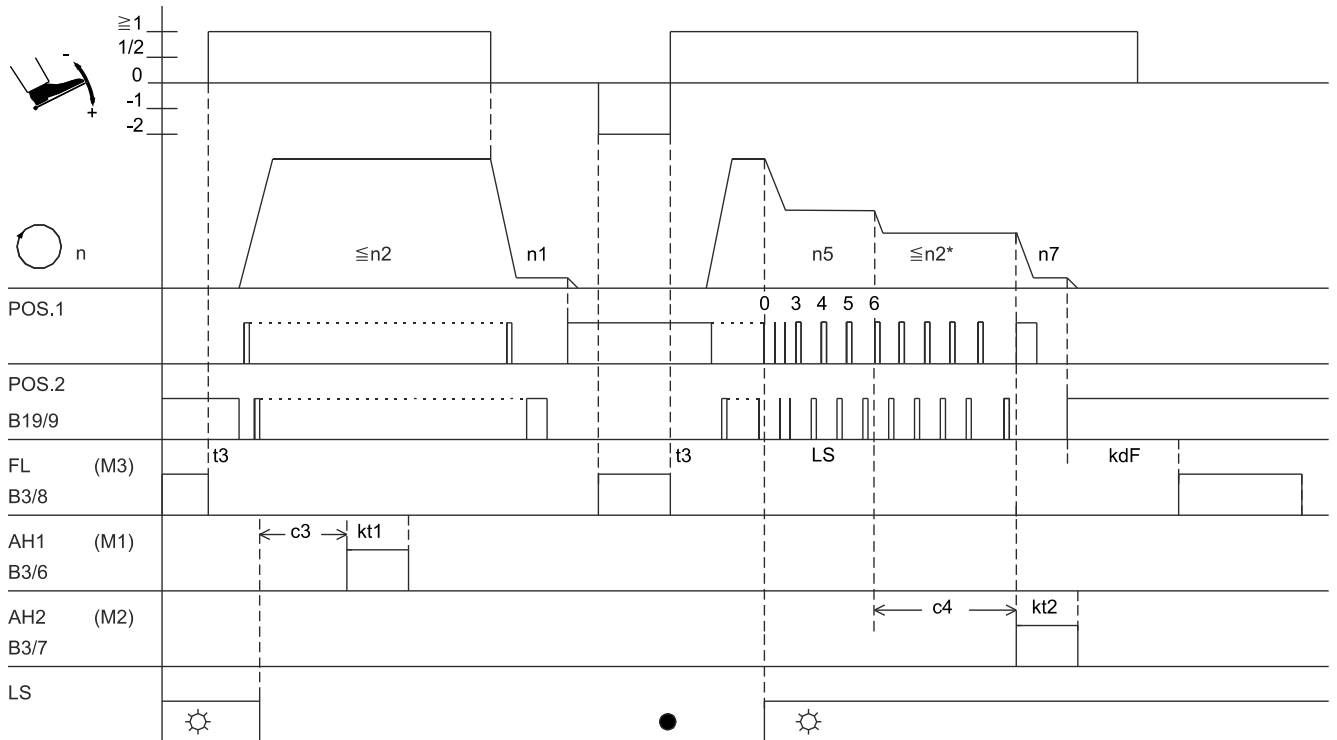 ≧1
1/2
0
-1
-2
-
+
n
≦n2
n1
n5
≦n2*
n7
POS.1
0 3 4 5 6
POS.2
B19/9
FL (M3)
B3/8
t3
t3
LS
kdF
AH1 (M1)
B3/6
c3
kt1
AH2 (M2)
B3/7
c4
kt2
LS